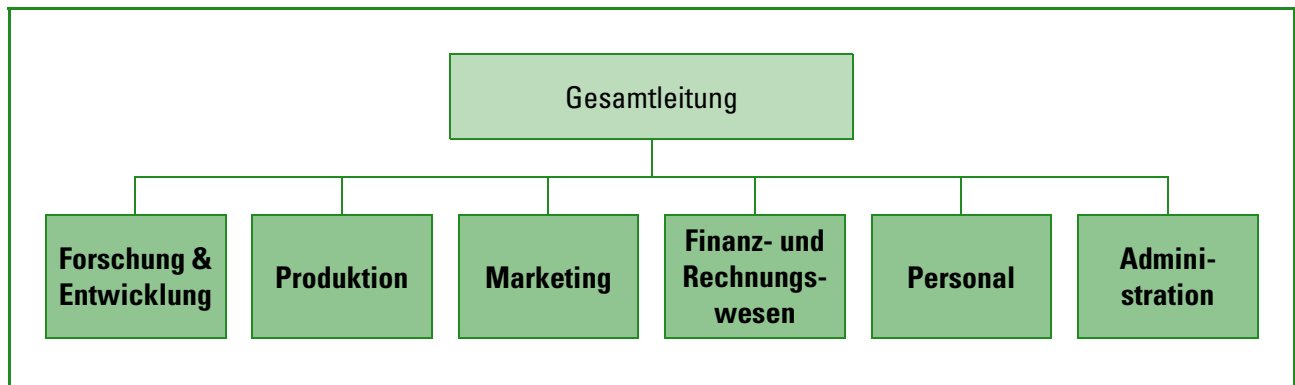 Gesamtleitung
Forschung &
Entwicklung
Produktion
Marketing
Finanz- und
Rechnungs-
wesen
Personal
Admini-
stration